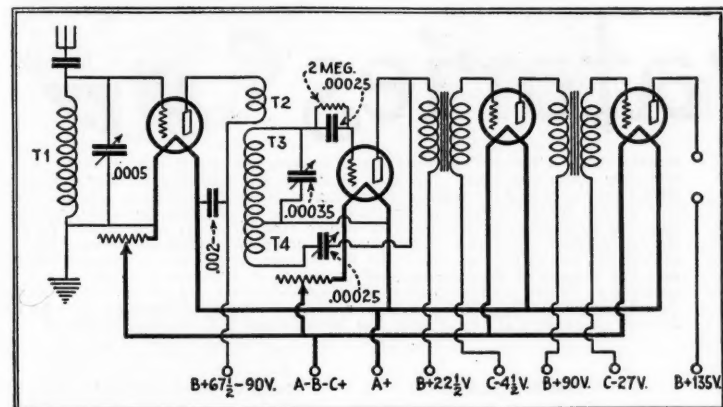 2 MEG.
.00025
T2
T3
T1
.0005
.00035
.002
T4
.00025
B+67½-90V.
A-B-C+
A+
B+22½V
C-4½V.
B+90V.
C-27V.
B+135V.